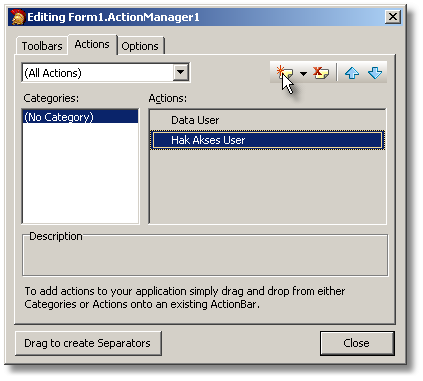 Editing Form1.ActionManager1
Toolbars Actions Options
(All Actions)
Categories: Actions:
(No Category)
Data User
Hak Akses User
Description
To add actions to your application simply drag and drop from either
Categories or Actions onto an existing ActionBar.
Drag to create Separators Close